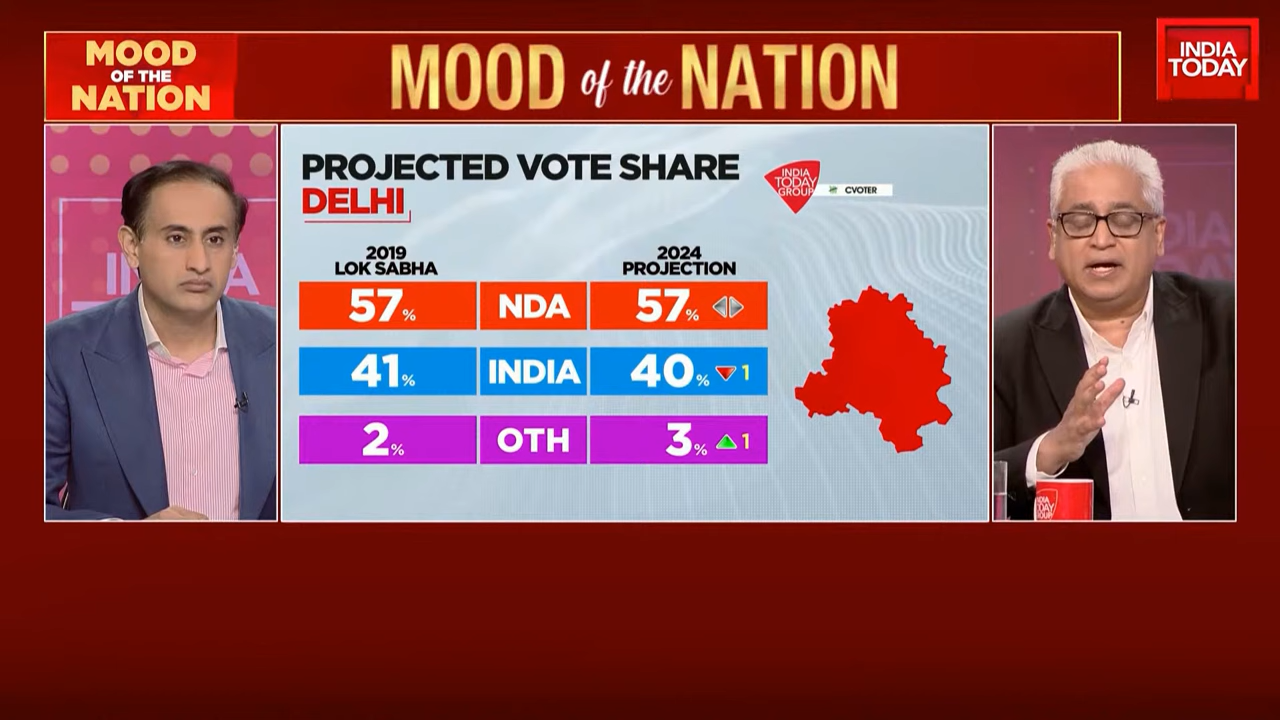 MOOD
OF THE
NATION
MOOD of the NATION
INDIA
TODAY
PROJECTED VOTE SHARE
DELHI
INDIA
TODAY
GROUP
CVOTER
2019
LOK SABHA
2024
PROJECTION
57% NDA 57%
41% INDIA 40% 1
2% OTH 3% 1
INDIA
TODAY
GROUP